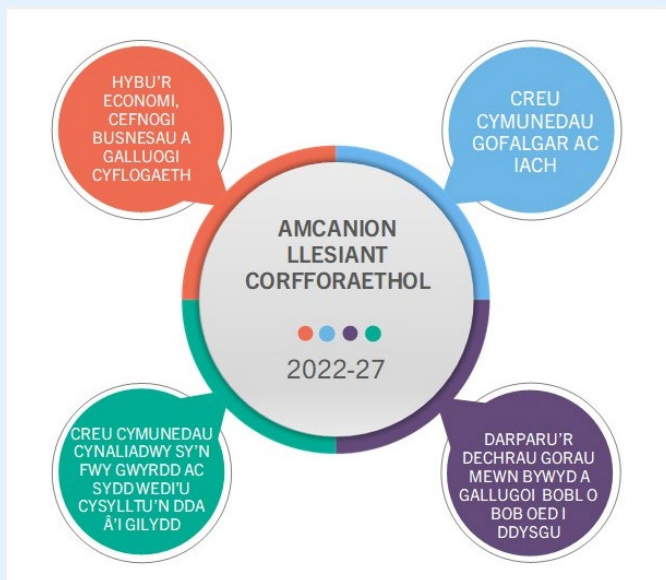 HYBU'R
ECONOMI,
CEFNOGI
BUSNESAU A
GALLUOGI
CYFLOGAETH
CREU
CYMUNEDAU
GOFALGAR AC
IACH
AMCANION
LLESIANT
CORFFORAETHOL
2022-27
CREU CYMUNEDAU
CYNALIADWY SY'N
FWY GWYRDD AC
SYDD WEDI'U
CYSYLLTU'N DDA
Â'I GILYDD
DARPARU'R
DECHRAU GORAU
MEWN BYWYD A
GALLUGOI BOBL O
BOB OED I
DDYSGU